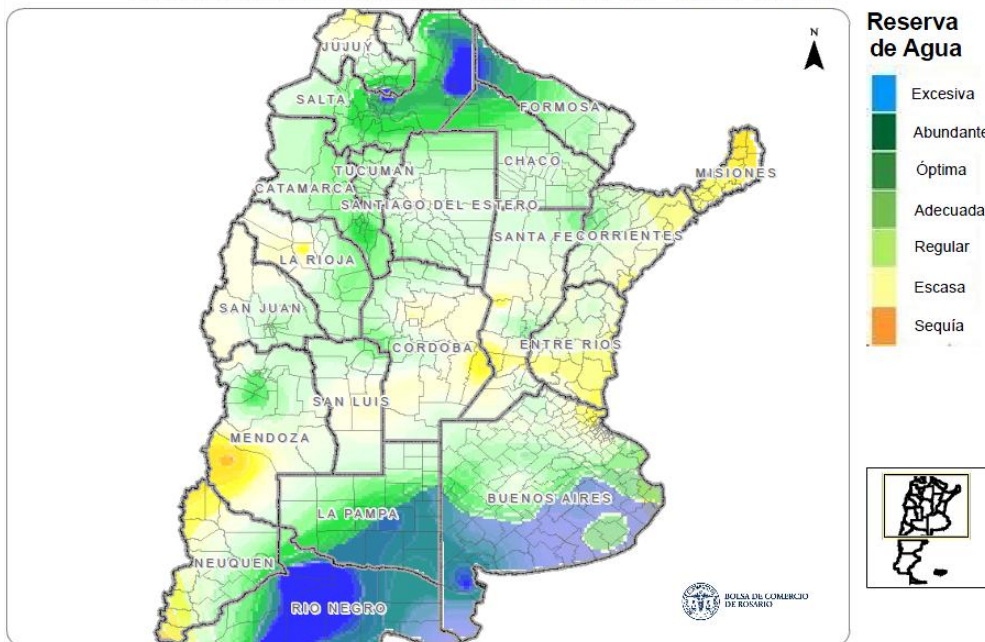 Reserva
de Agua
N
Excesiva
Abundante
Óptima
Adecuada
Regular
Escasa
Sequía
JUJUY
SALTA
FORMOSA
CHACO
MISIONES
TUCUMAN
CATAMARCA
SANTIAGO DEL ESTERO
SANTA FE
CORRIENTES
LA RIOJA
SAN JUAN
CORDOBA
ENTRE RIOS
SAN LUIS
MENDOZA
BUENOS AIRES
LA PAMPA
NEUQUEN
RIO NEGRO
BOLSA DE COMERCIO
DE ROSARIO